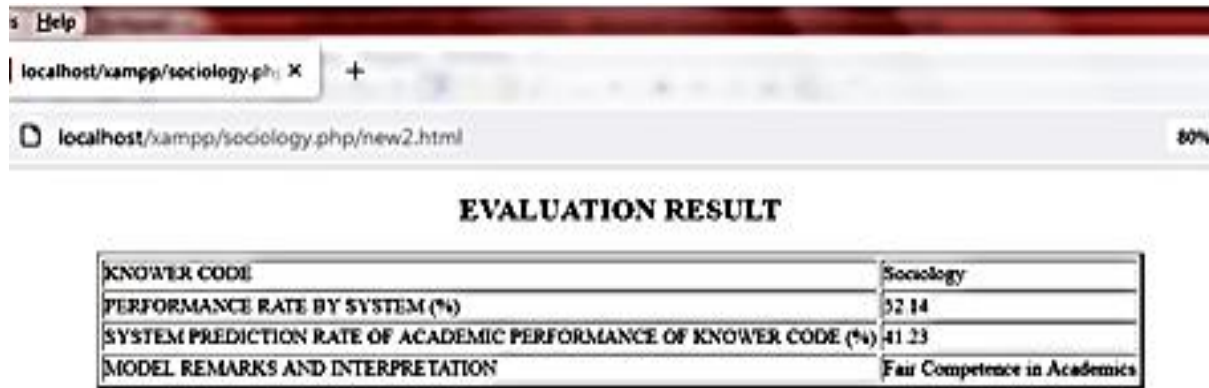 s Help
localhost/xampp/sociology.ph × +
localhost/xampp/sociology.php/new2.html 80%
EVALUATION RESULT
KNOWER CODE Sociology
PERFORMANCE RATE BY SYSTEM (%) 52.14
SYSTEM PREDICTION RATE OF ACADEMIC PERFORMANCE OF KNOWER CODE (%) 41.23
MODEL REMARKS AND INTERPRETATION Fair Competence in Academics